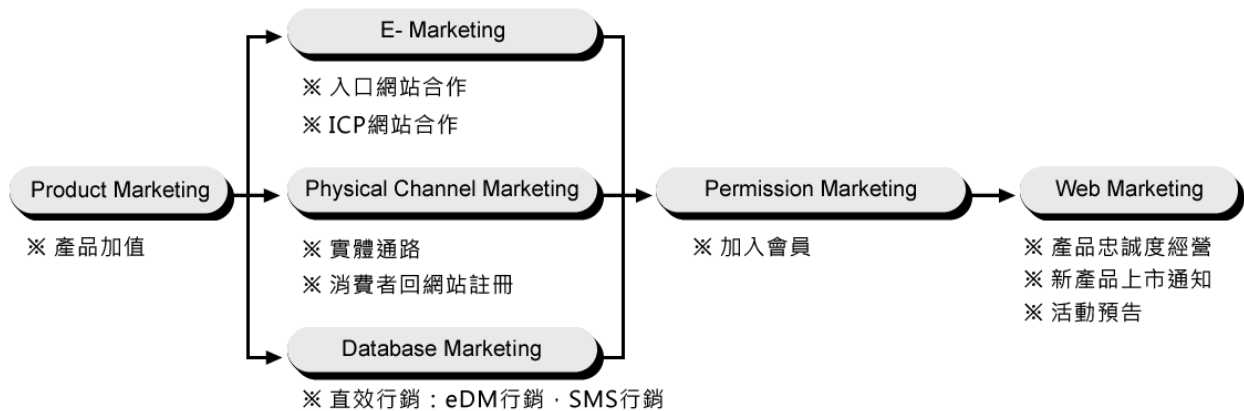 Product Marketing
※ 產品加值
E- Marketing
※ 入口網站合作
※ ICP網站合作
Physical Channel Marketing
※ 實體通路
※ 消費者回網站註冊
Database Marketing
※ 直效行銷：eDM行銷．SMS行銷
Permission Marketing
※ 加入會員
Web Marketing
※ 產品忠誠度經營
※ 新產品上市通知
※ 活動預告